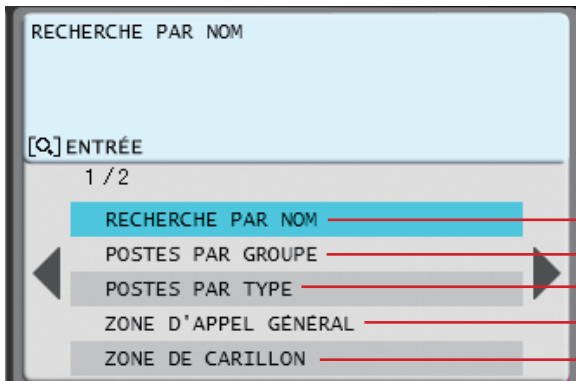 RECHERCHE PAR NOM
[🔍] ENTRÉE
1/2
RECHERCHE PAR NOM
POSTES PAR GROUPE
POSTES PAR TYPE
ZONE D'APPEL GÉNÉRAL
ZONE DE CARILLON